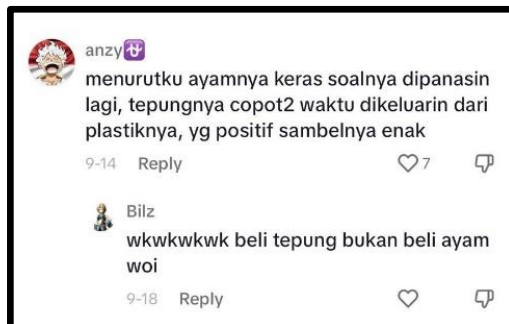 anzy⛎
menurutku ayamnya keras soalnya dipanasin
lagi, tepungnya copot2 waktu dikeluarin dari
plastiknya, yg positif sambelnya enak
9-14 Reply 7
Bilz
wkwkwkwk beli tepung bukan beli ayam
woi
9-18 Reply